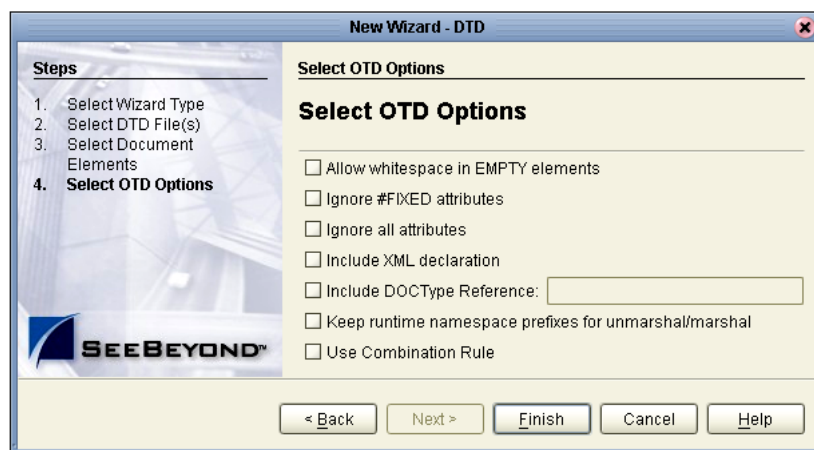 New Wizard - DTD
Steps
1. Select Wizard Type
2. Select DTD File(s)
3. Select Document
Elements
4. Select OTD Options
SEEBEYOND™
Select OTD Options
Select OTD Options
Allow whitespace in EMPTY elements
Ignore #FIXED attributes
Ignore all attributes
Include XML declaration
Include DOCType Reference:
Keep runtime namespace prefixes for unmarshal/marshal
Use Combination Rule
< Back Next > Finish Cancel Help